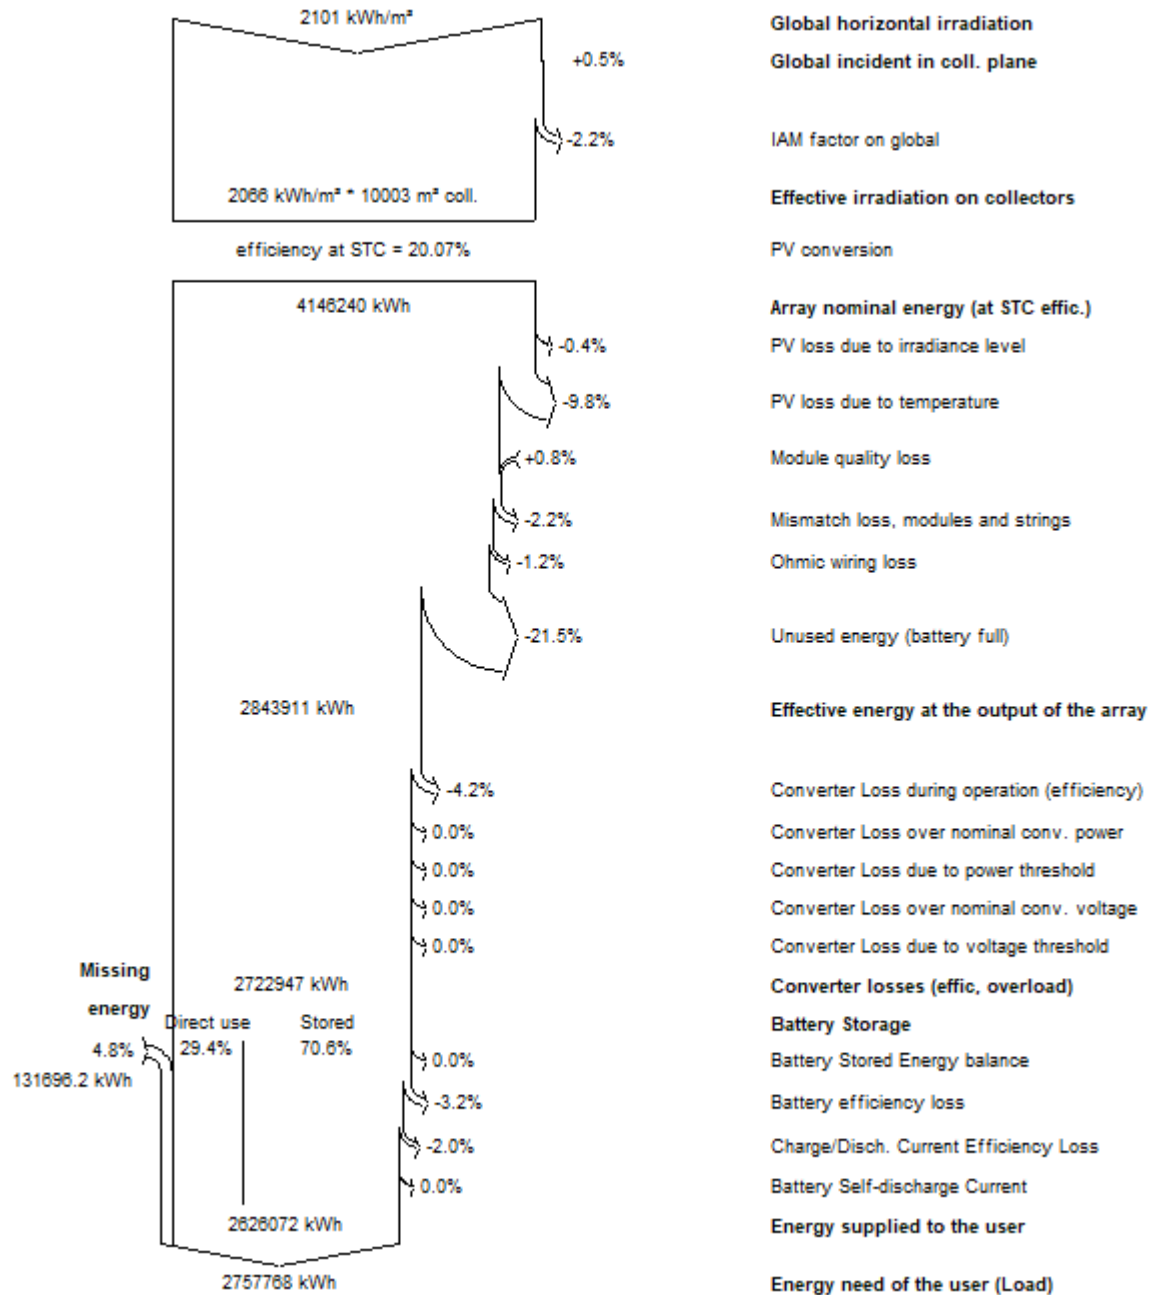 2101 kWh/m²
Global horizontal irradiation
+0.5%
Global incident in coll. plane
-2.2%
IAM factor on global
2066 kWh/m² * 10003 m² coll.
Effective irradiation on collectors
efficiency at STC = 20.07%
PV conversion
4146240 kWh
Array nominal energy (at STC effic.)
-0.4%
PV loss due to irradiance level
-9.8%
PV loss due to temperature
+0.8%
Module quality loss
-2.2%
Mismatch loss, modules and strings
-1.2%
Ohmic wiring loss
-21.5%
Unused energy (battery full)
2843911 kWh
Effective energy at the output of the array
-4.2%
Converter Loss during operation (efficiency)
0.0%
Converter Loss over nominal conv. power
0.0%
Converter Loss due to power threshold
0.0%
Converter Loss over nominal conv. voltage
0.0%
Converter Loss due to voltage threshold
Missing
energy
2722947 kWh
Converter losses (effic, overload)
Direct use
Stored
Battery Storage
4.8%
29.4%
70.6%
0.0%
Battery Stored Energy balance
131696.2 kWh
-3.2%
Battery efficiency loss
-2.0%
Charge/Disch. Current Efficiency Loss
0.0%
Battery Self-discharge Current
2626072 kWh
Energy supplied to the user
2757768 kWh
Energy need of the user (Load)